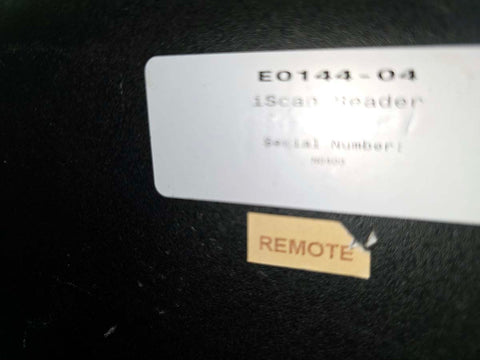 E0144-04
iScan Reader
Serial Number:
REMOTE